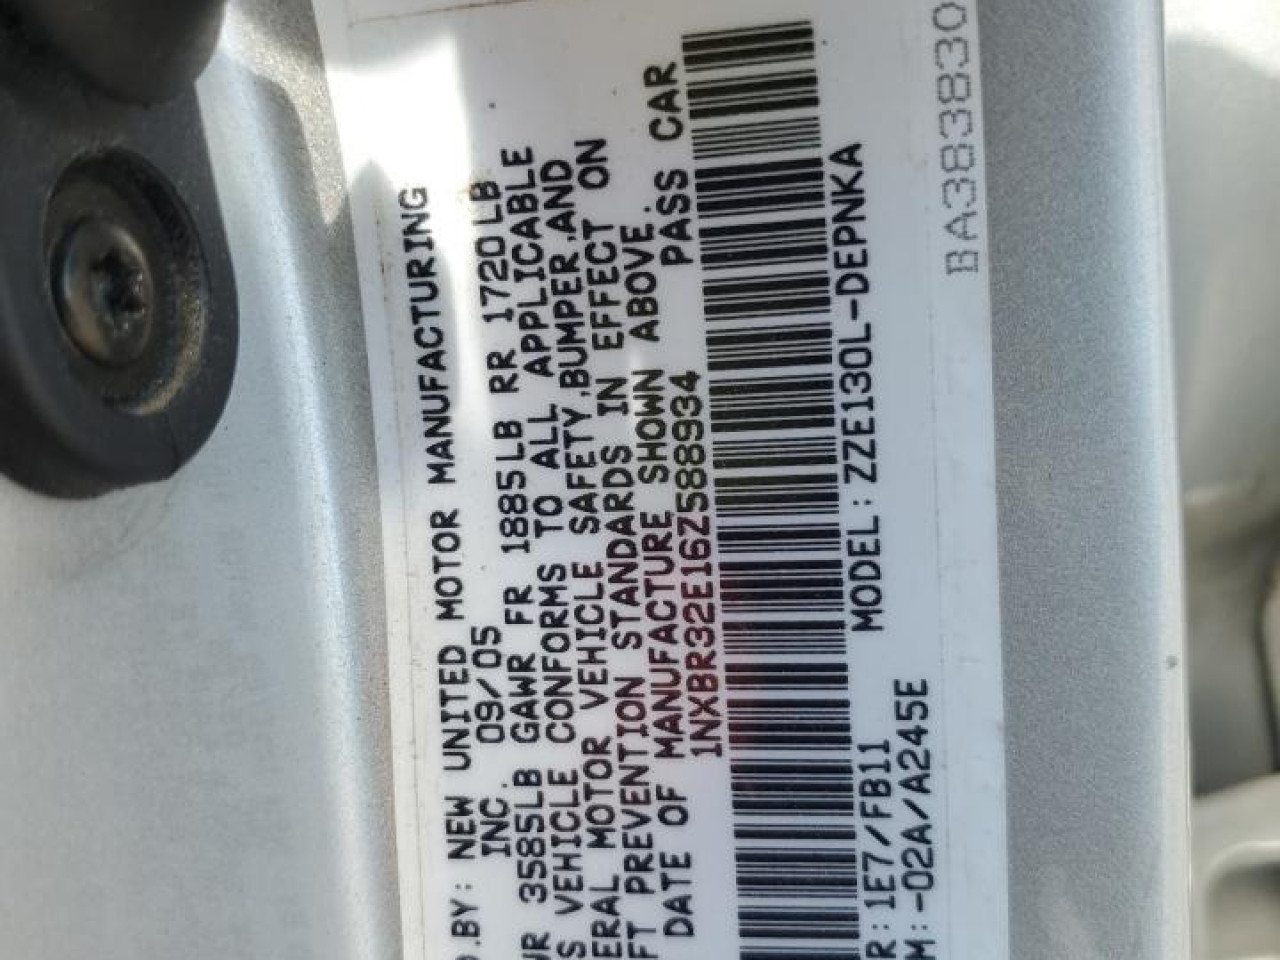 D.BY: NEW UNITED MOTOR MANUFACTURING
INC. 09/05
WR 3585LB GAWR FR 1885LB RR 1720LB
S VEHICLE CONFORMS TO ALL APPLICABLE
ERAL MOTOR VEHICLE SAFETY,BUMPER,AND
FT PREVENTION STANDARDS IN EFFECT ON
DATE OF MANUFACTURE SHOWN ABOVE.
1NXBR32E16Z588934 PASS CAR
MODEL: ZZE130L-DEPNKA
R: 1E7/FB11
M:-02A/A245E
BA383830